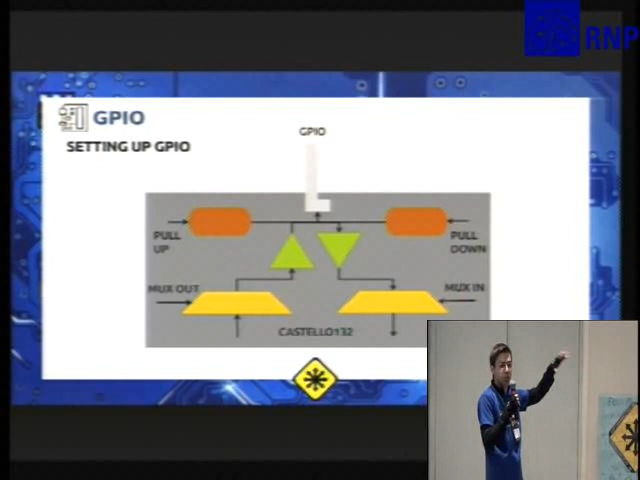 RNP
GPIO
SETTING UP GPIO
GPIO
PULL UP
PULL DOWN
MUX OUT
MUX IN
CASTELLO132